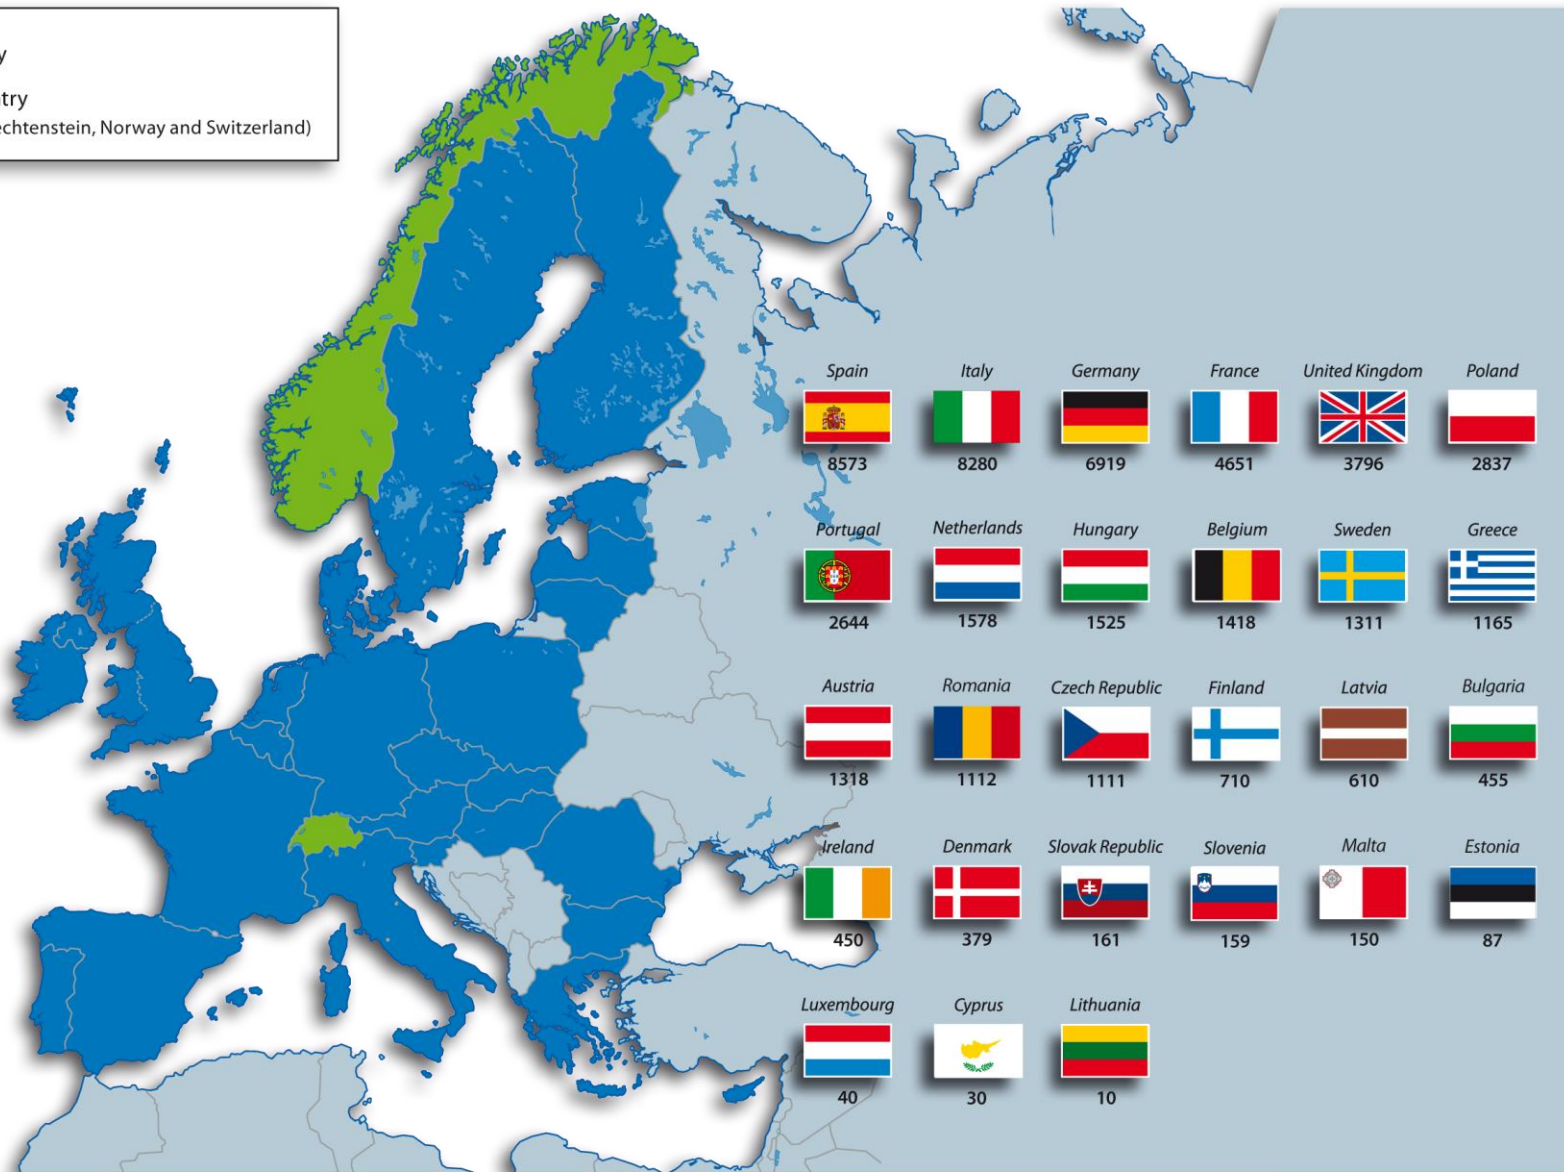 y
try
echtenstein, Norway and Switzerland)
Spain Italy Germany France United Kingdom Poland
8573 8280 6919 4651 3796 2837
Portugal Netherlands Hungary Belgium Sweden Greece
2644 1578 1525 1418 1311 1165
Austria Romania Czech Republic Finland Latvia Bulgaria
1318 1112 1111 710 610 455
Ireland Denmark Slovak Republic Slovenia Malta Estonia
450 379 161 159 150 87
Luxembourg Cyprus Lithuania
40 30 10